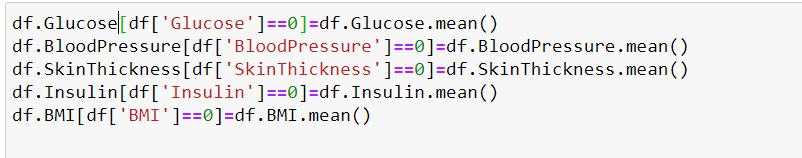 df.Glucose[df['Glucose']==0]=df.Glucose.mean()
df.BloodPressure[df['BloodPressure']==0]=df.BloodPressure.mean()
df.SkinThickness[df['SkinThickness']==0]=df.SkinThickness.mean()
df.Insulin[df['Insulin']==0]=df.Insulin.mean()
df.BMI[df['BMI']==0]=df.BMI.mean()